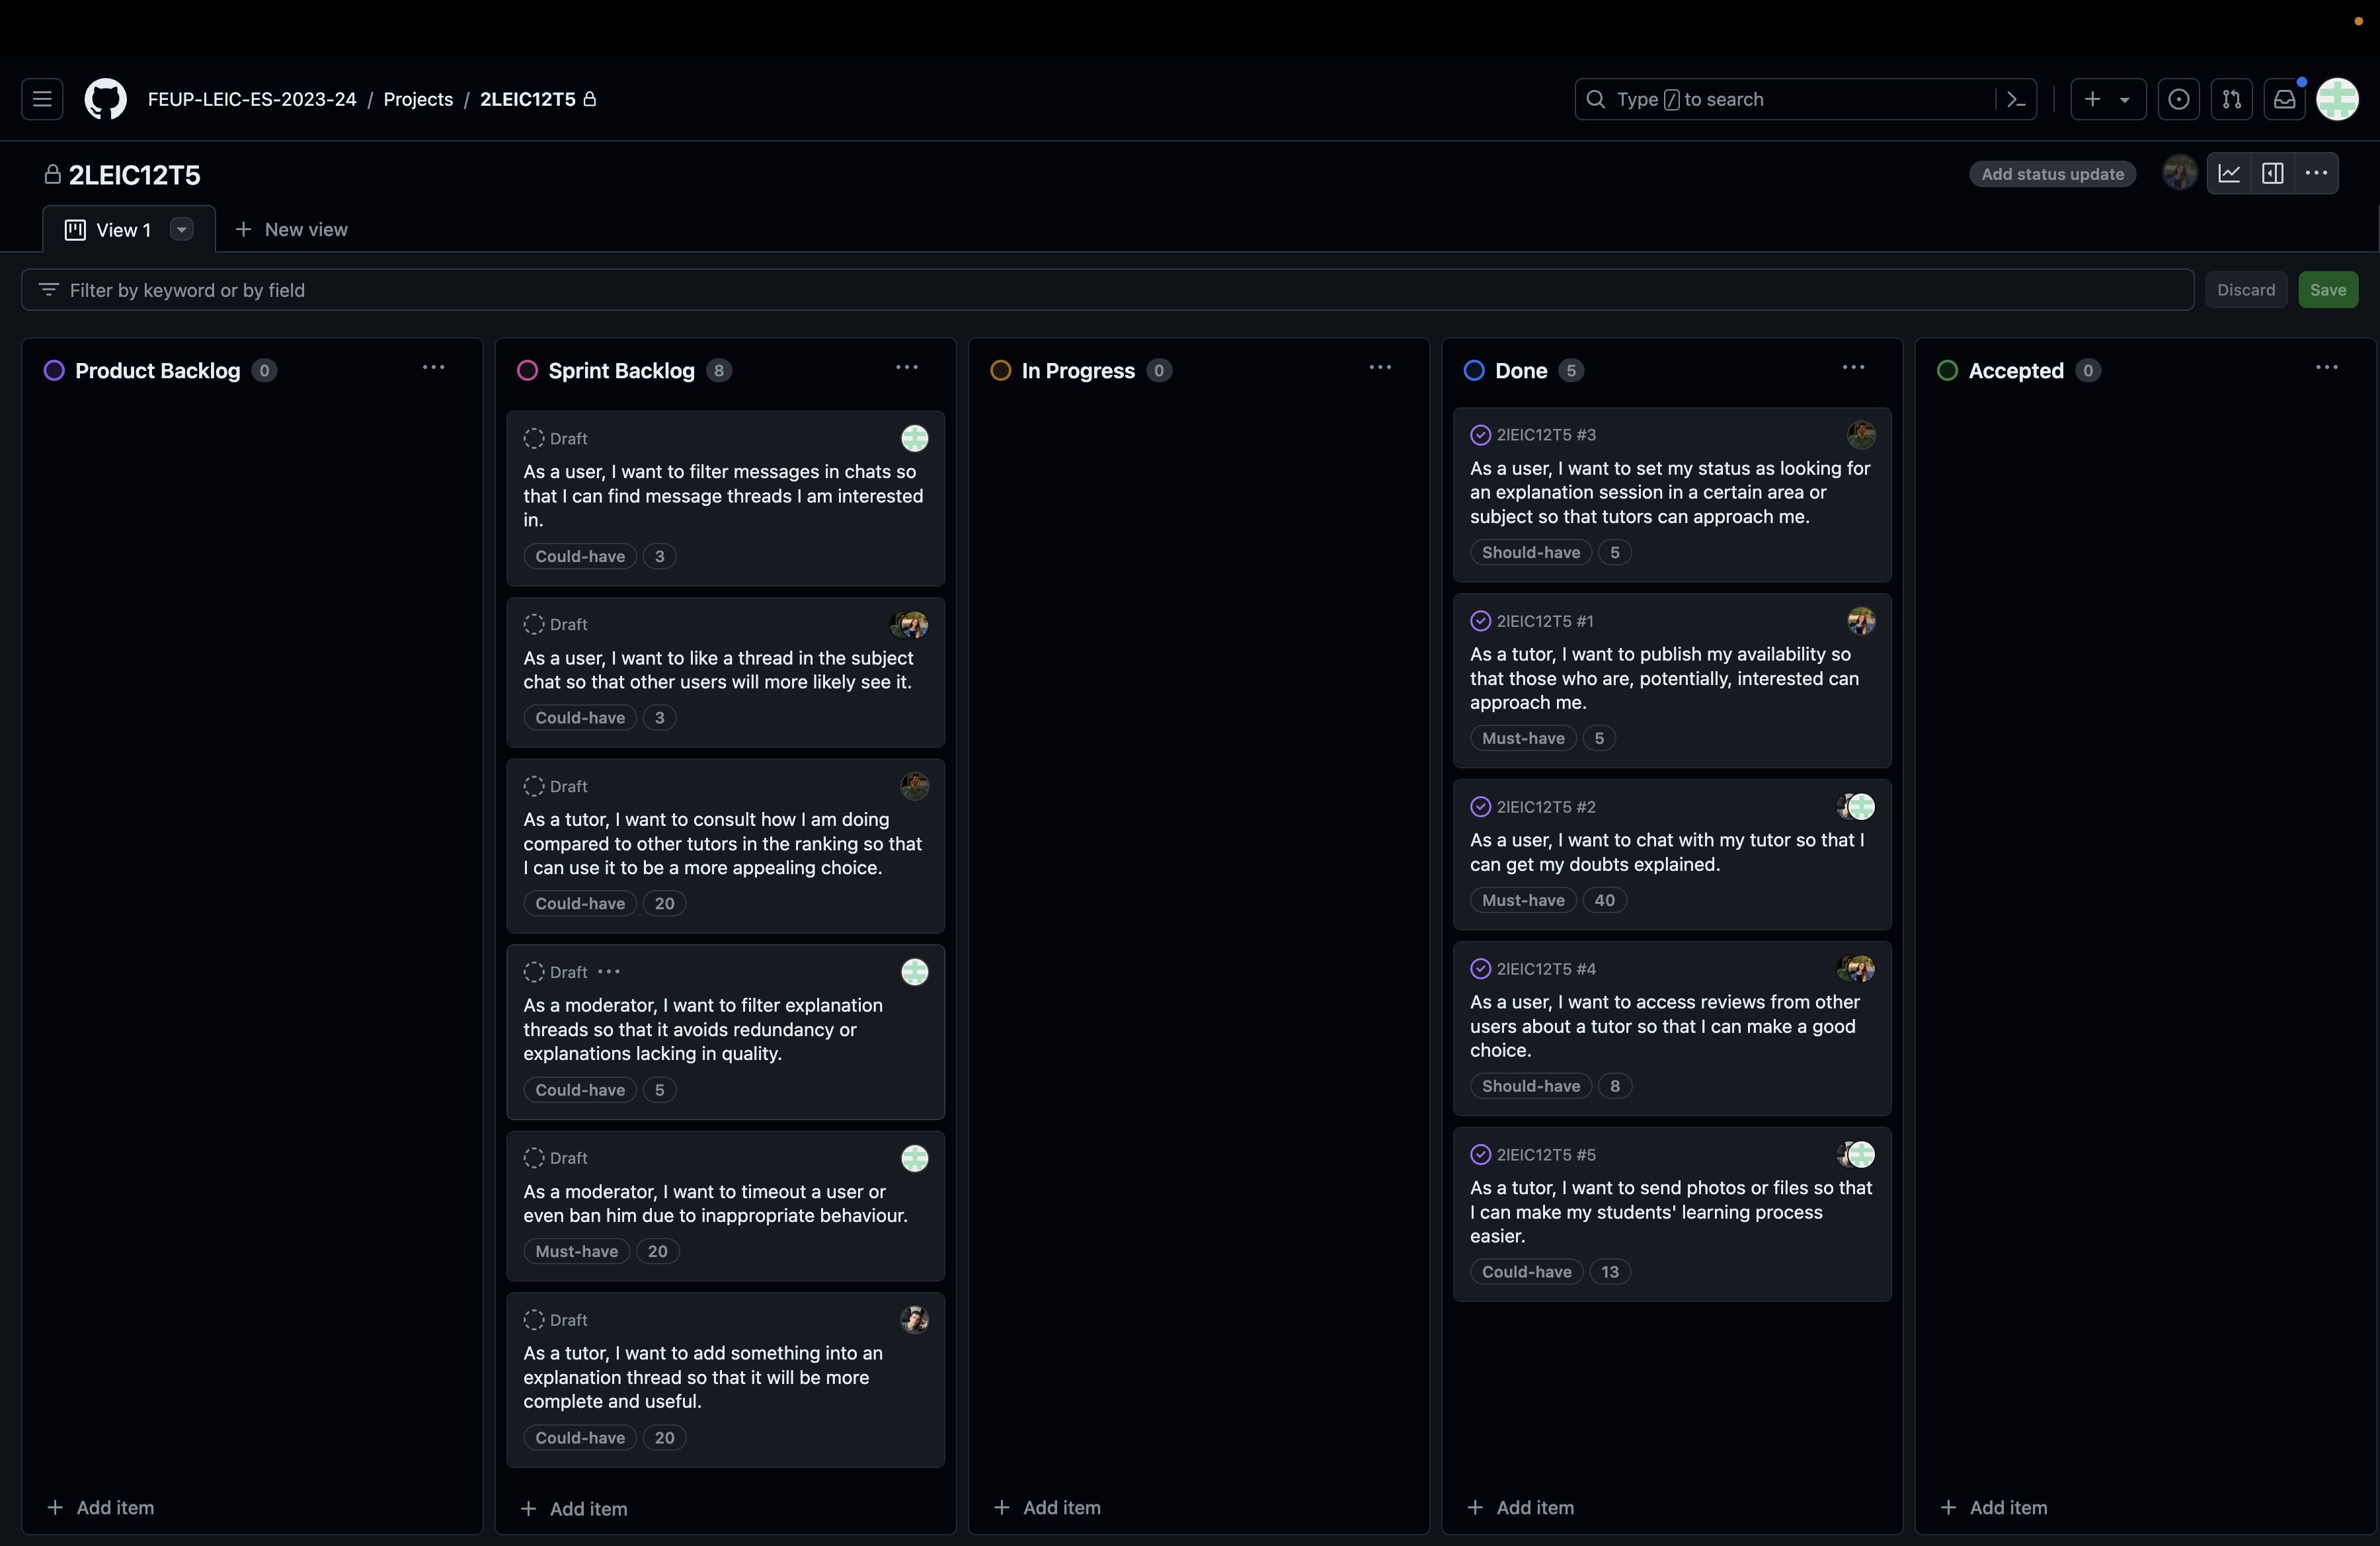 FEUP-LEIC-ES-2023-24 / Projects / 2LEIC12T5
Type / to search
2LEIC12T5
Add status update
View 1
New view
Filter by keyword or by field
Discard
Save
Product Backlog 0
Add item
Sprint Backlog 8
Draft
As a user, I want to filter messages in chats so
that I can find message threads I am interested
in.
Could-have 3
Draft
As a user, I want to like a thread in the subject
chat so that other users will more likely see it.
Could-have 3
Draft
As a tutor, I want to consult how I am doing
compared to other tutors in the ranking so that
I can use it to be a more appealing choice.
Could-have 20
Draft
As a moderator, I want to filter explanation
threads so that it avoids redundancy or
explanations lacking in quality.
Could-have 5
Draft
As a moderator, I want to timeout a user or
even ban him due to inappropriate behaviour.
Must-have 20
Draft
As a tutor, I want to add something into an
explanation thread so that it will be more
complete and useful.
Could-have 20
Add item
In Progress 0
Add item
Done 5
2lEIC12T5 #3
As a user, I want to set my status as looking for
an explanation session in a certain area or
subject so that tutors can approach me.
Should-have 5
2lEIC12T5 #1
As a tutor, I want to publish my availability so
that those who are, potentially, interested can
approach me.
Must-have 5
2lEIC12T5 #2
As a user, I want to chat with my tutor so that I
can get my doubts explained.
Must-have 40
2lEIC12T5 #4
As a user, I want to access reviews from other
users about a tutor so that I can make a good
choice.
Should-have 8
2lEIC12T5 #5
As a tutor, I want to send photos or files so that
I can make my students' learning process
easier.
Could-have 13
Add item
Accepted 0
Add item